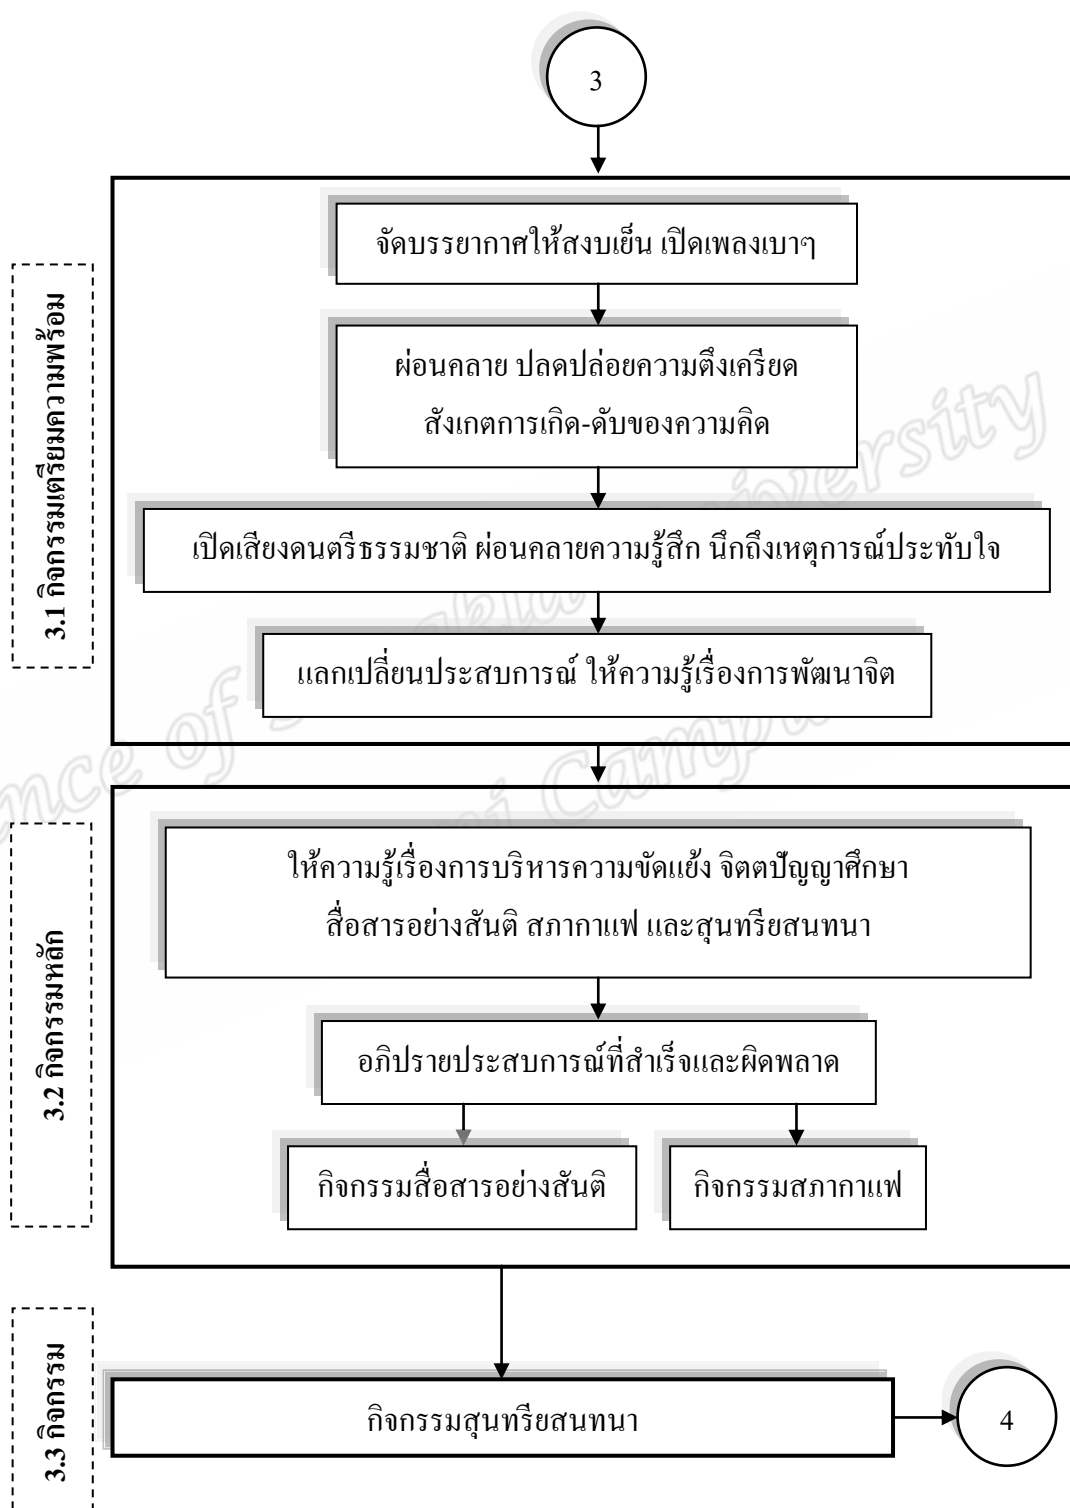 3
3.1 กิจกรรมเตรียมความพร้อม
จัดบรรยากาศให้สงบเย็น เปิดเพลงเบาๆ
ผ่อนคลาย ปลดปล่อยความตึงเครียด
สังเกตการเกิด-ดับของความคิด
เปิดเสียงดนตรีธรรมชาติ ผ่อนคลายความรู้สึก นึกถึงเหตุการณ์ประทับใจ
แลกเปลี่ยนประสบการณ์ ให้ความรู้เรื่องการพัฒนาจิต
3.2 กิจกรรมหลัก
ให้ความรู้เรื่องการบริหารความขัดแย้ง จิตตปัญญาศึกษา
สื่อสารอย่างสันติ สภากาแฟ และสุนทรียสนทนา
อภิปรายประสบการณ์ที่สำเร็จและผิดพลาด
กิจกรรมสื่อสารอย่างสันติ
กิจกรรมสภากาแฟ
3.3 กิจกรรม
กิจกรรมสุนทรียสนทนา
4